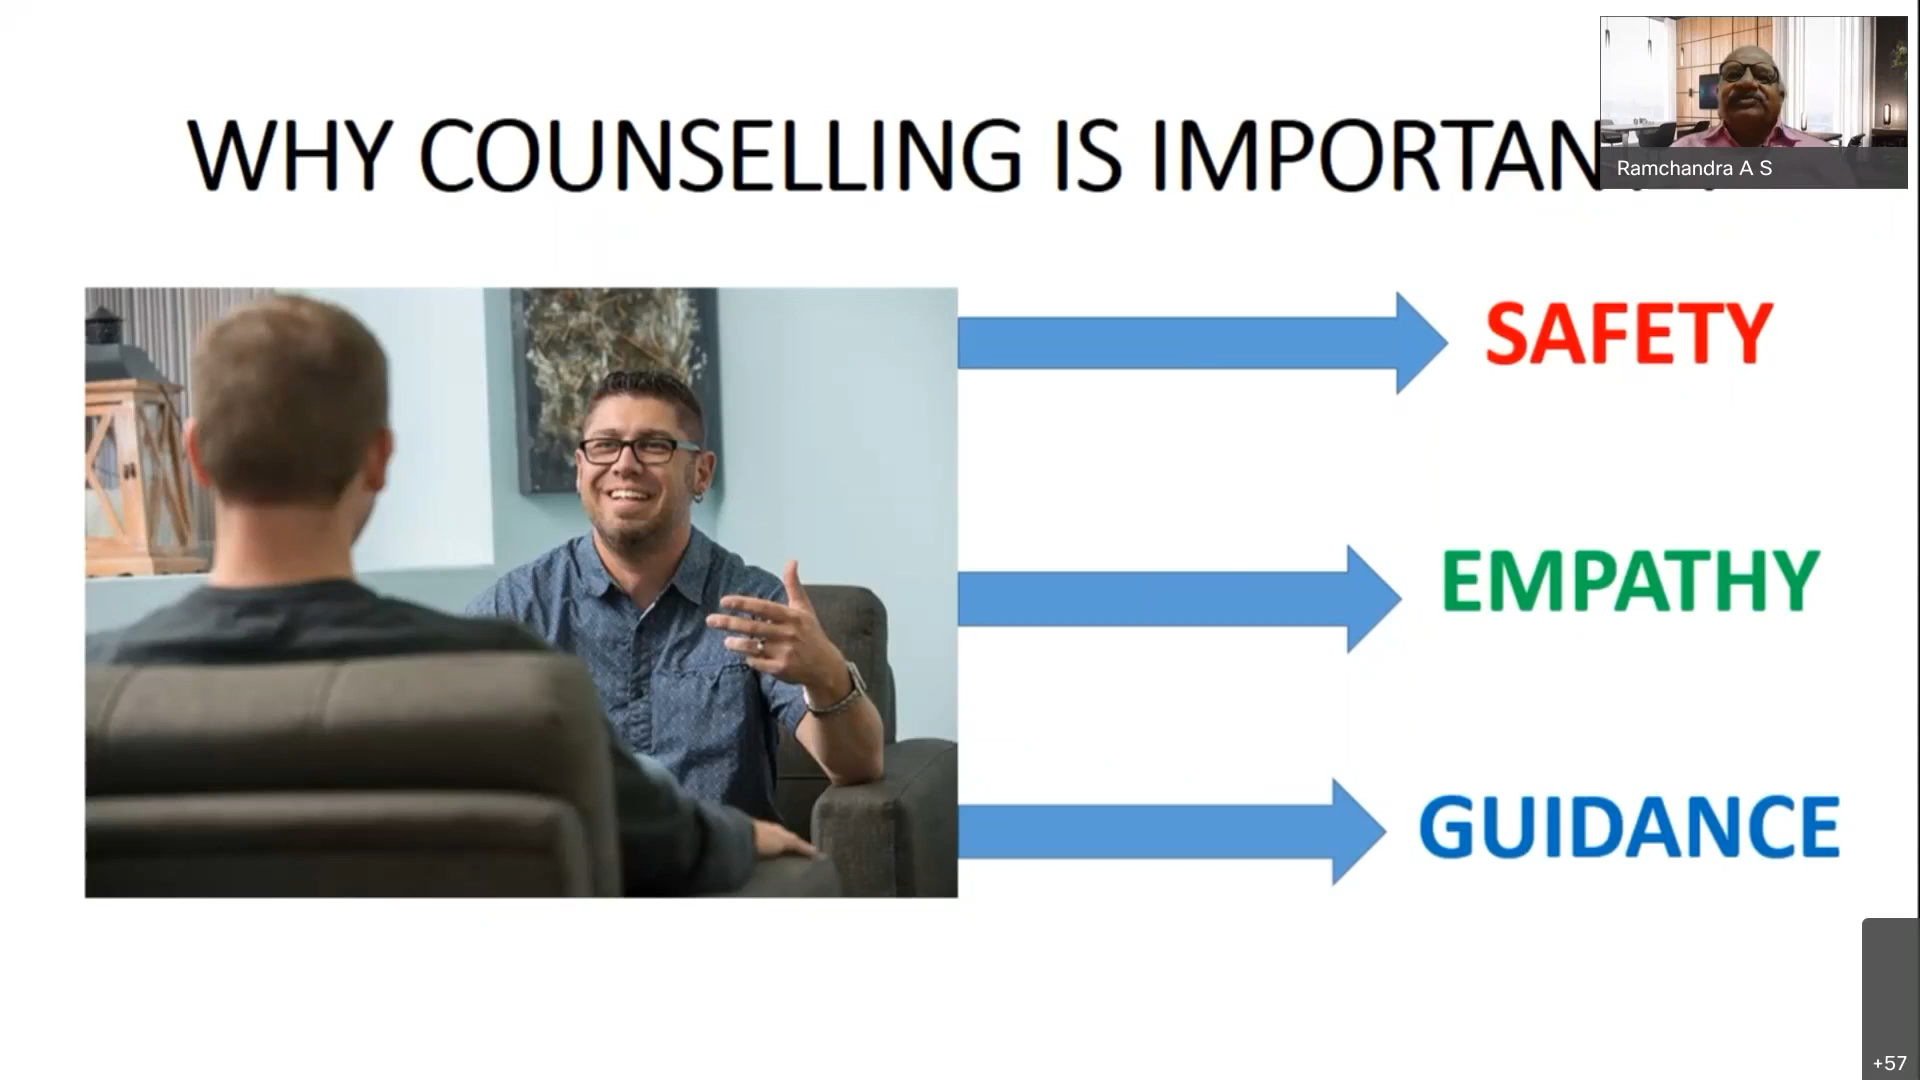 WHY COUNSELLING IS IMPORTAN
Ramchandra A S
SAFETY
EMPATHY
GUIDANCE
+57